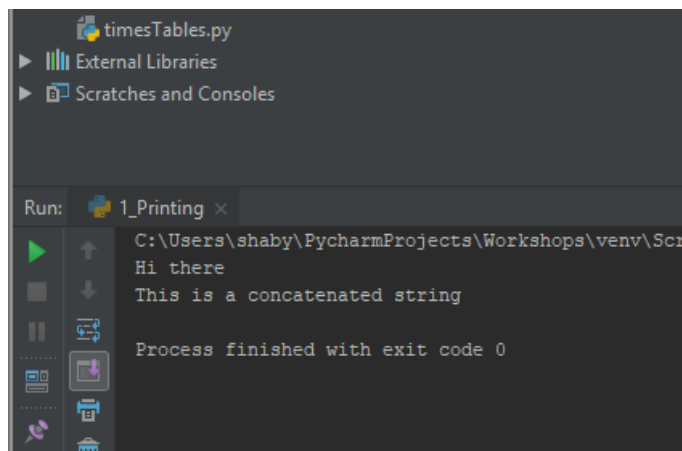 timesTables.py
External Libraries
Scratches and Consoles
Run: 1_Printing
C:\Users\shaby\PycharmProjects\Workshops\venv\Scr
Hi there
This is a concatenated string
Process finished with exit code 0